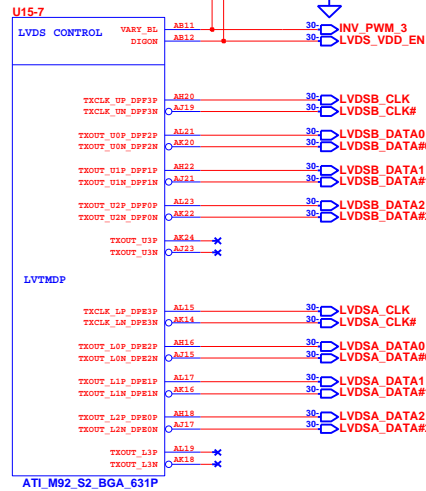 U15-7
LVDS CONTROL VARY_BL AB11 30- INV_PWM_3
DIGON AB12 30- LVDS_VDD_EN
TXCLK_UP_DPF3P AH20 30- LVDSB_CLK
TXCLK_UN_DPF3N AJ19 30- LVDSB_CLK#
TXOUT_U0P_DPF2P AL21 30- LVDSB_DATA0
TXOUT_U0N_DPF2N AK20 30- LVDSB_DATA#
TXOUT_U1P_DPF1P AH22 30- LVDSB_DATA1
TXOUT_U1N_DPF1N AJ21 30- LVDSB_DATA#
TXOUT_U2P_DPF0P AL23 30- LVDSB_DATA2
TXOUT_U2N_DPF0N AK22 30- LVDSB_DATA#
TXOUT_U3P AK24
TXOUT_U3N AJ23
LVTMDP
TXCLK_LP_DPE3P AL15 30- LVDSA_CLK
TXCLK_LN_DPE3N AK14 30- LVDSA_CLK#
TXOUT_L0P_DPE2P AH16 30- LVDSA_DATA0
TXOUT_L0N_DPE2N AJ15 30- LVDSA_DATA#
TXOUT_L1P_DPE1P AL17 30- LVDSA_DATA1
TXOUT_L1N_DPE1N AK16 30- LVDSA_DATA#
TXOUT_L2P_DPE0P AH18 30- LVDSA_DATA2
TXOUT_L2N_DPE0N AJ17 30- LVDSA_DATA#
TXOUT_L3P AL19
TXOUT_L3N AK18
ATI_M92_S2_BGA_631P